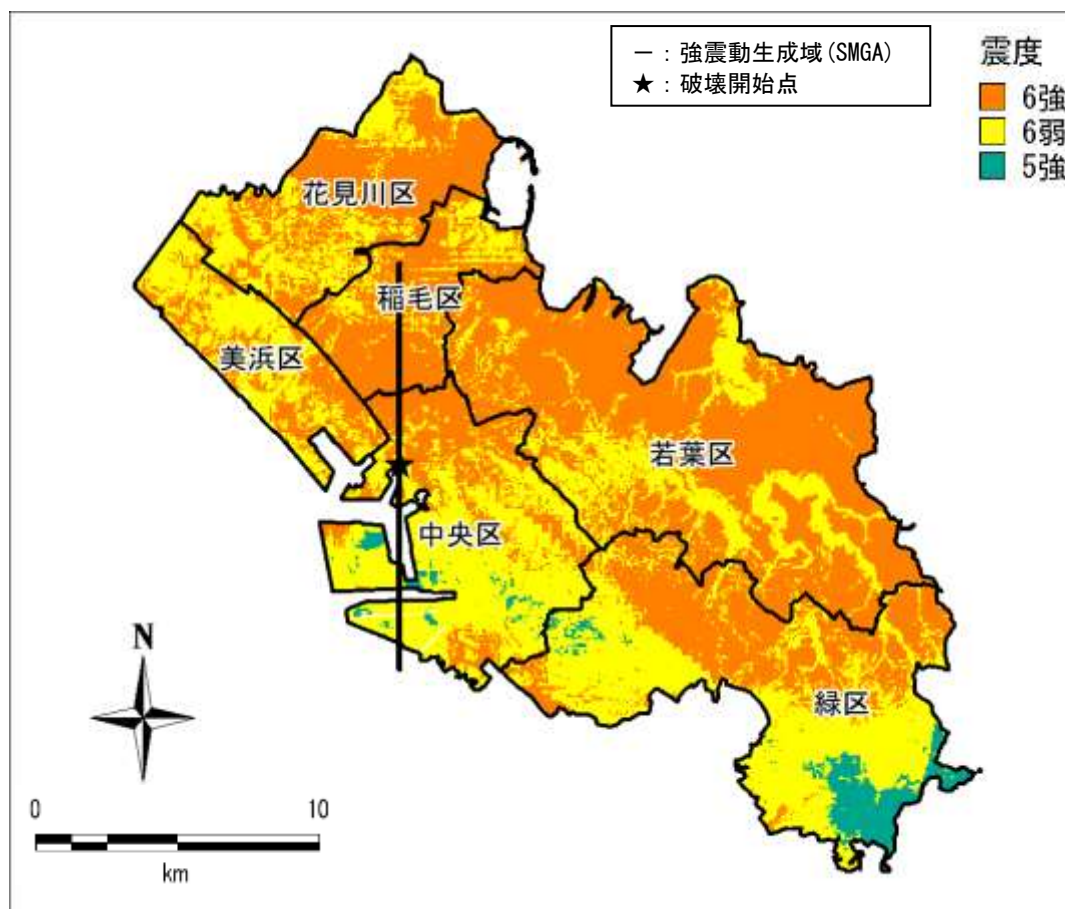 －：強震動生成域(SMGA)
★：破壊開始点
震度
6強
6弱
5強
花見川区
稲毛区
美浜区
若葉区
中央区
緑区
N
0 10
km